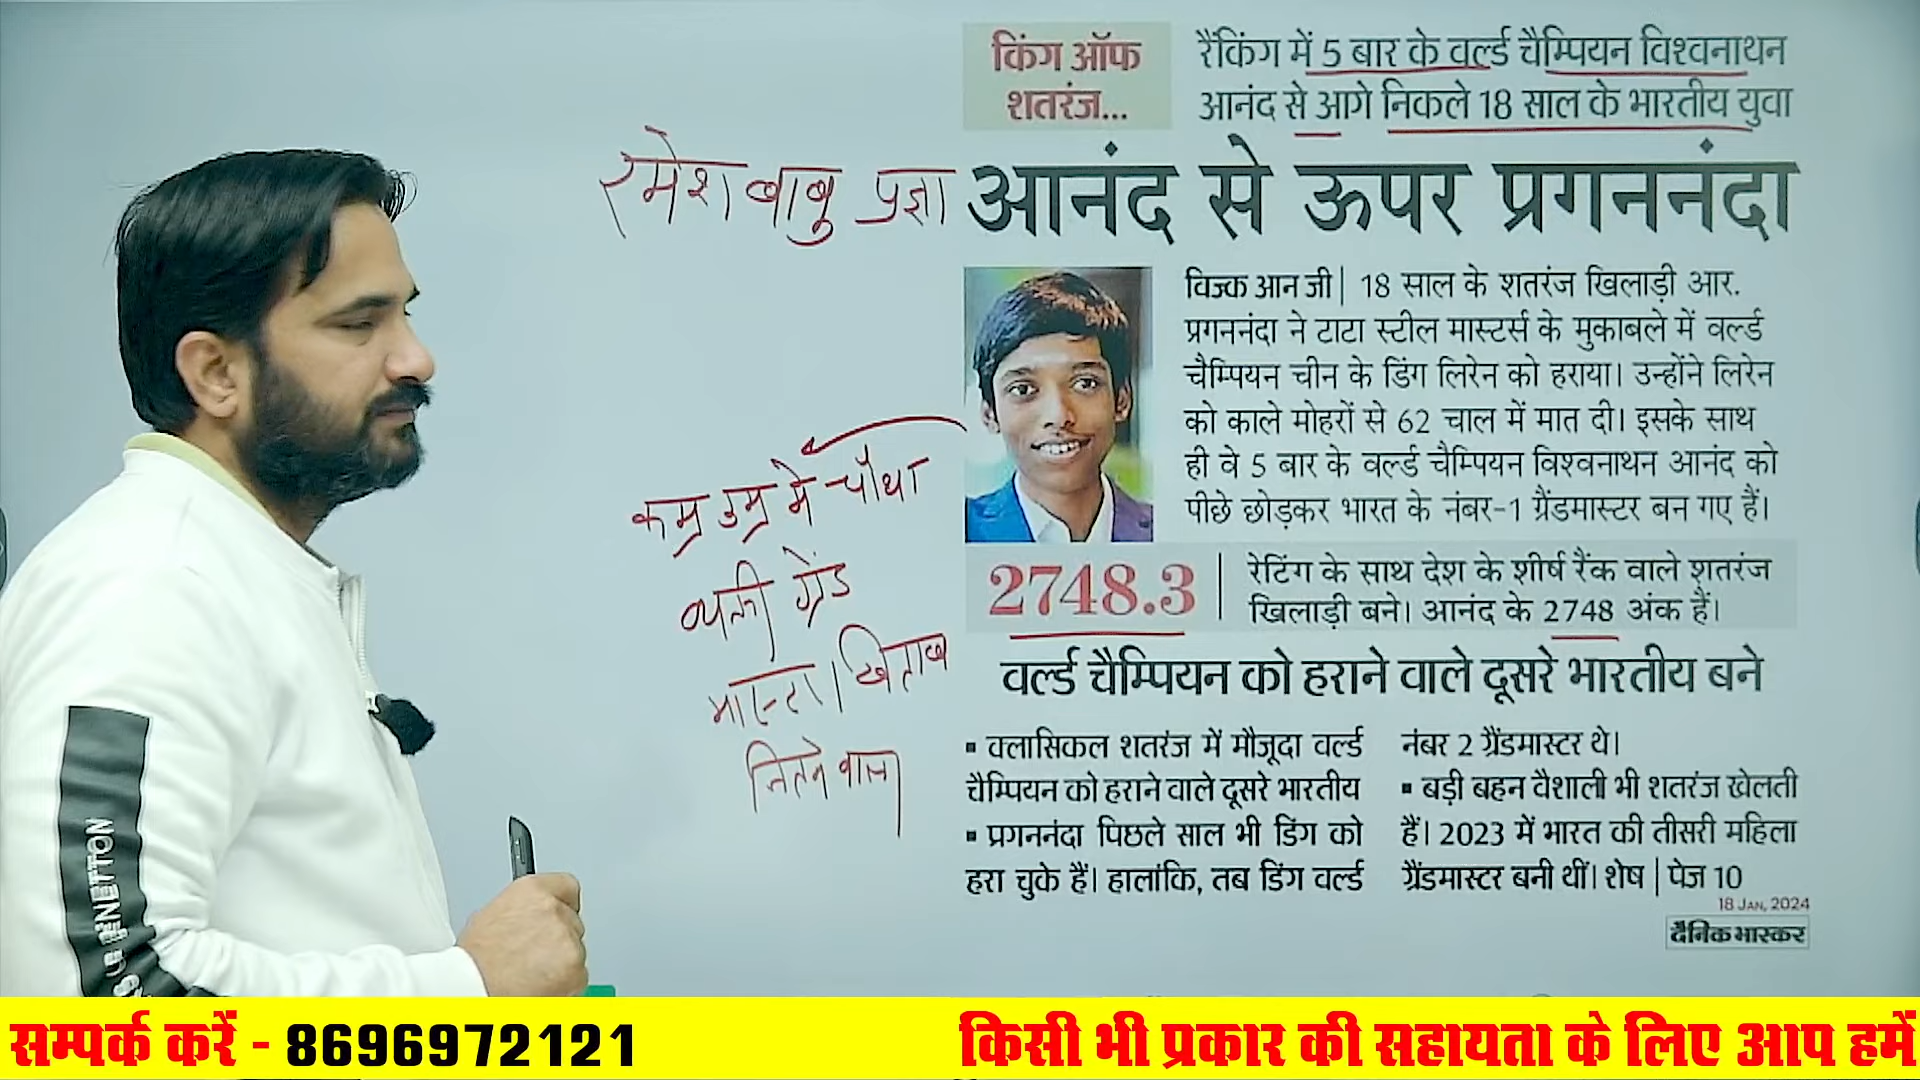 किंग ऑफ
शतरंज...
रैंकिंग में 5 बार के वर्ल्ड चैम्पियन विश्वनाथन
आनंद से आगे निकले 18 साल के भारतीय युवा
रमेशबाबु प्रज्ञा
आनंद से ऊपर प्रगननंदा
विज्क आन जी | 18 साल के शतरंज खिलाड़ी आर.
प्रगननंदा ने टाटा स्टील मास्टर्स के मुकाबले में वर्ल्ड
चैम्पियन चीन के डिंग लिरेन को हराया। उन्होंने लिरेन
को काले मोहरों से 62 चाल में मात दी। इसके साथ
ही वे 5 बार के वर्ल्ड चैम्पियन विश्वनाथन आनंद को
पीछे छोड़कर भारत के नंबर-1 ग्रैंडमास्टर बन गए हैं।
कम उम्र में चौथा
व्यक्ती ग्रेंड
मास्टर खिताब
जितने वाला
2748.3
रेटिंग के साथ देश के शीर्ष रैंक वाले शतरंज
खिलाड़ी बने। आनंद के 2748 अंक हैं।
वर्ल्ड चैम्पियन को हराने वाले दूसरे भारतीय बने
▪ क्लासिकल शतरंज में मौजूदा वर्ल्ड
चैम्पियन को हराने वाले दूसरे भारतीय
▪ प्रगननंदा पिछले साल भी डिंग को
हरा चुके हैं। हालांकि, तब डिंग वर्ल्ड
नंबर 2 ग्रैंडमास्टर थे।
▪ बड़ी बहन वैशाली भी शतरंज खेलती
हैं। 2023 में भारत की तीसरी महिला
ग्रैंडमास्टर बनी थीं। शेष | पेज 10
18 JAN, 2024
दैनिक भास्कर
BENETTON
सम्पर्क करें - 8696972121
किसी भी प्रकार की सहायता के लिए आप हमें